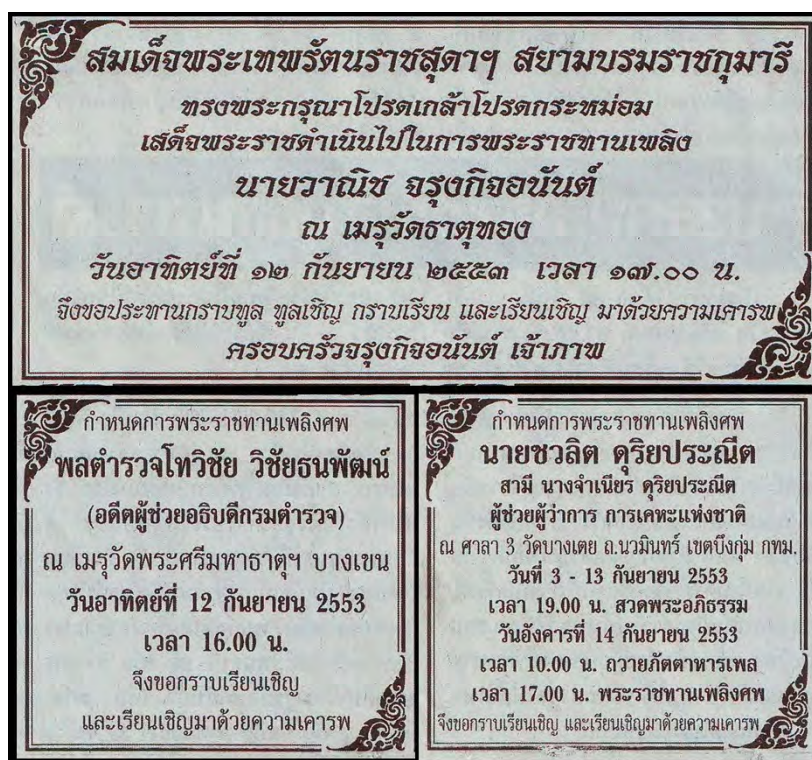 สมเด็จพระเทพรัตนราชสุดาฯ สยามบรมราชกุมารี
ทรงพระกรุณาโปรดเกล้าโปรดกระหม่อม
เสด็จพระราชดำเนินไปในการพระราชทานเพลิง
นายวาณิช จรุงกิจอนันต์
ณ เมรุวัดธาตุทอง
วันอาทิตย์ที่ ๑๒ กันยายน ๒๕๕๓ เวลา ๑๗.๐๐ น.
จึงขอประทานกราบทูล ทูลเชิญ กราบเรียน และเรียนเชิญ มาด้วยความเคารพ
ครอบครัวจรุงกิจอนันต์ เจ้าภาพ
กำหนดการพระราชทานเพลิงศพ
พลตำรวจโทวิชัย วิชัยธนพัฒน์
(อดีตผู้ช่วยอธิบดีกรมตำรวจ)
ณ เมรุวัดพระศรีมหาธาตุฯ บางเขน
วันอาทิตย์ที่ 12 กันยายน 2553
เวลา 16.00 น.
จึงขอกราบเรียนเชิญ
และเรียนเชิญมาด้วยความเคารพ
กำหนดการพระราชทานเพลิงศพ
นายชวลิต ดุริยประณีต
สามี นางจำเนียร ดุริยประณีต
ผู้ช่วยผู้ว่าการ การเคหะแห่งชาติ
ณ ศาลา 3 วัดบางเตย ถ.นวมินทร์ เขตบึงกุ่ม กทม.
วันที่ 3 - 13 กันยายน 2553
เวลา 19.00 น. สวดพระอภิธรรม
วันอังคารที่ 14 กันยายน 2553
เวลา 10.00 น. ถวายภัตตาหารเพล
เวลา 17.00 น. พระราชทานเพลิงศพ
จึงขอกราบเรียนเชิญ และเรียนเชิญมาด้วยความเคารพ